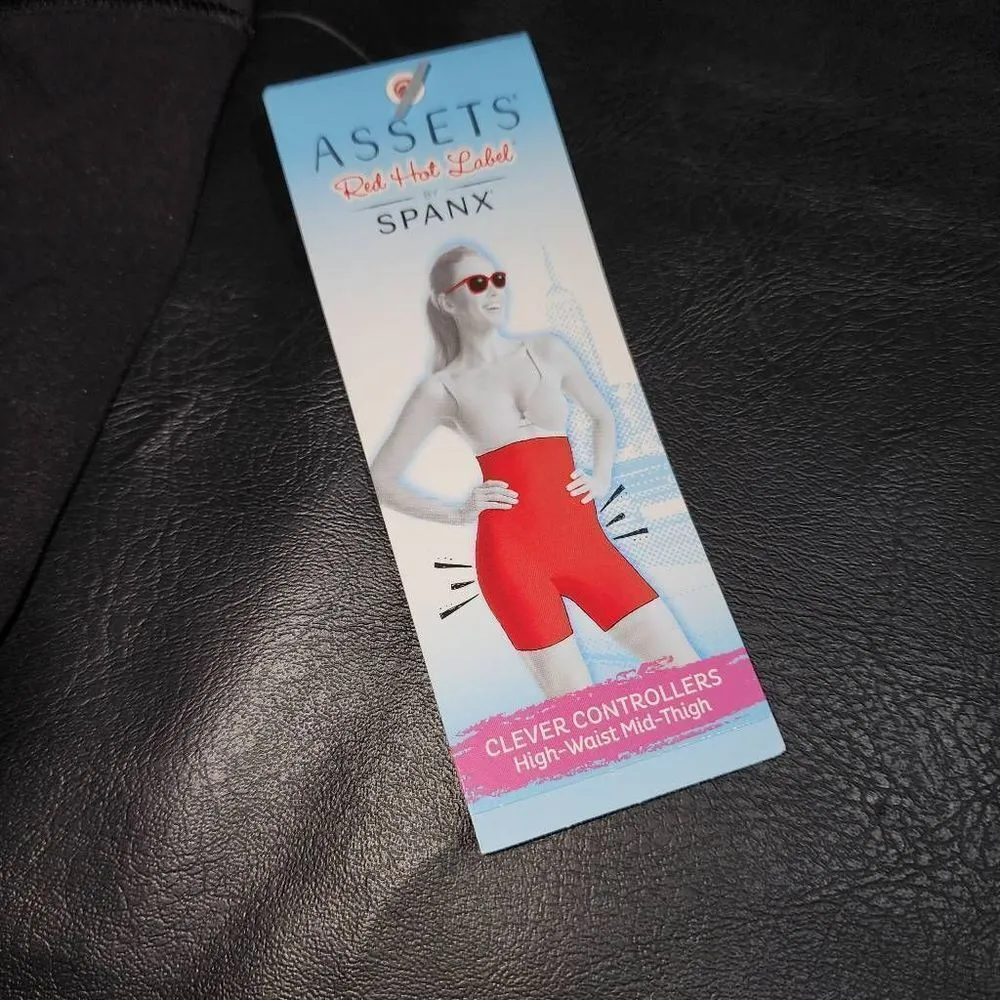 ASSETS®
Red Hot Label®
BY
SPANX®
CLEVER CONTROLLERS
High-Waist Mid-Thigh